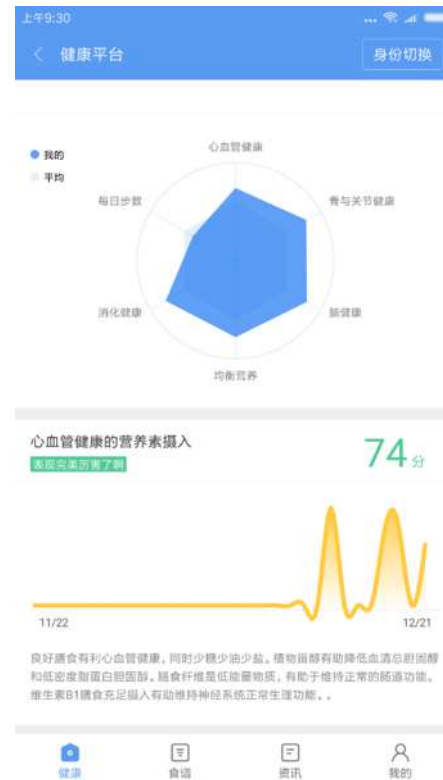 上午9:30
...
健康平台
身份切换
我的
平均
心血管健康
每日步数
骨与关节健康
消化健康
脑健康
均衡营养
心血管健康的营养素摄入
74分
表现完美厉害了啊
11/22
12/21
良好膳食有利心血管健康,同时少糖少油少盐。植物甾醇有助降低血清总胆固醇
和低密度脂蛋白胆固醇。膳食纤维是低能量物质,有助于维持正常的肠道功能。
维生素B1膳食充足摄入有助维持神经系统正常生理功能。。
健康
食谱
资讯
我的